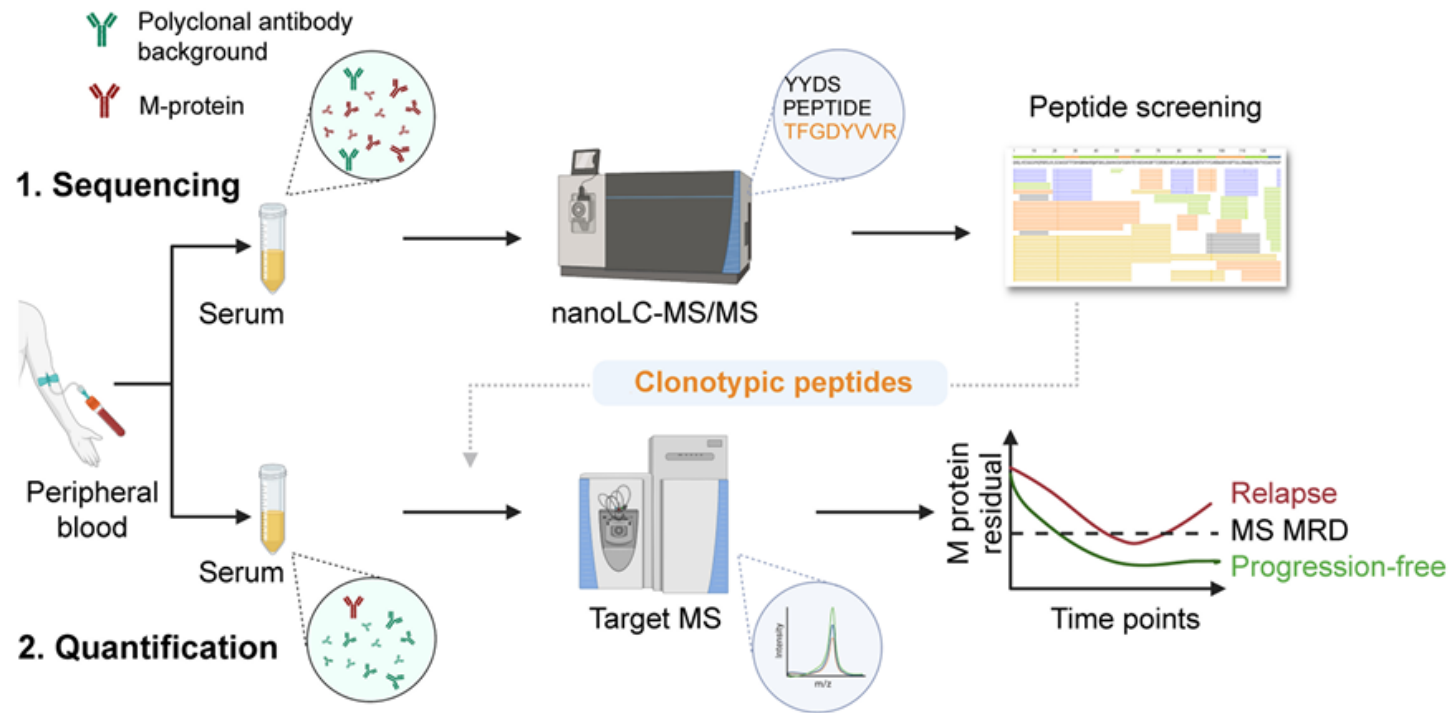 Polyclonal antibody
background
M-protein
1. Sequencing
Serum
YYDS
PEPTIDE
TFGDYVVR
nanoLC-MS/MS
Peptide screening
Clonotypic peptides
Peripheral
blood
Serum
2. Quantification
Target MS
Intensity
m/z
M protein
residual
Relapse
MS MRD
Progression-free
Time points